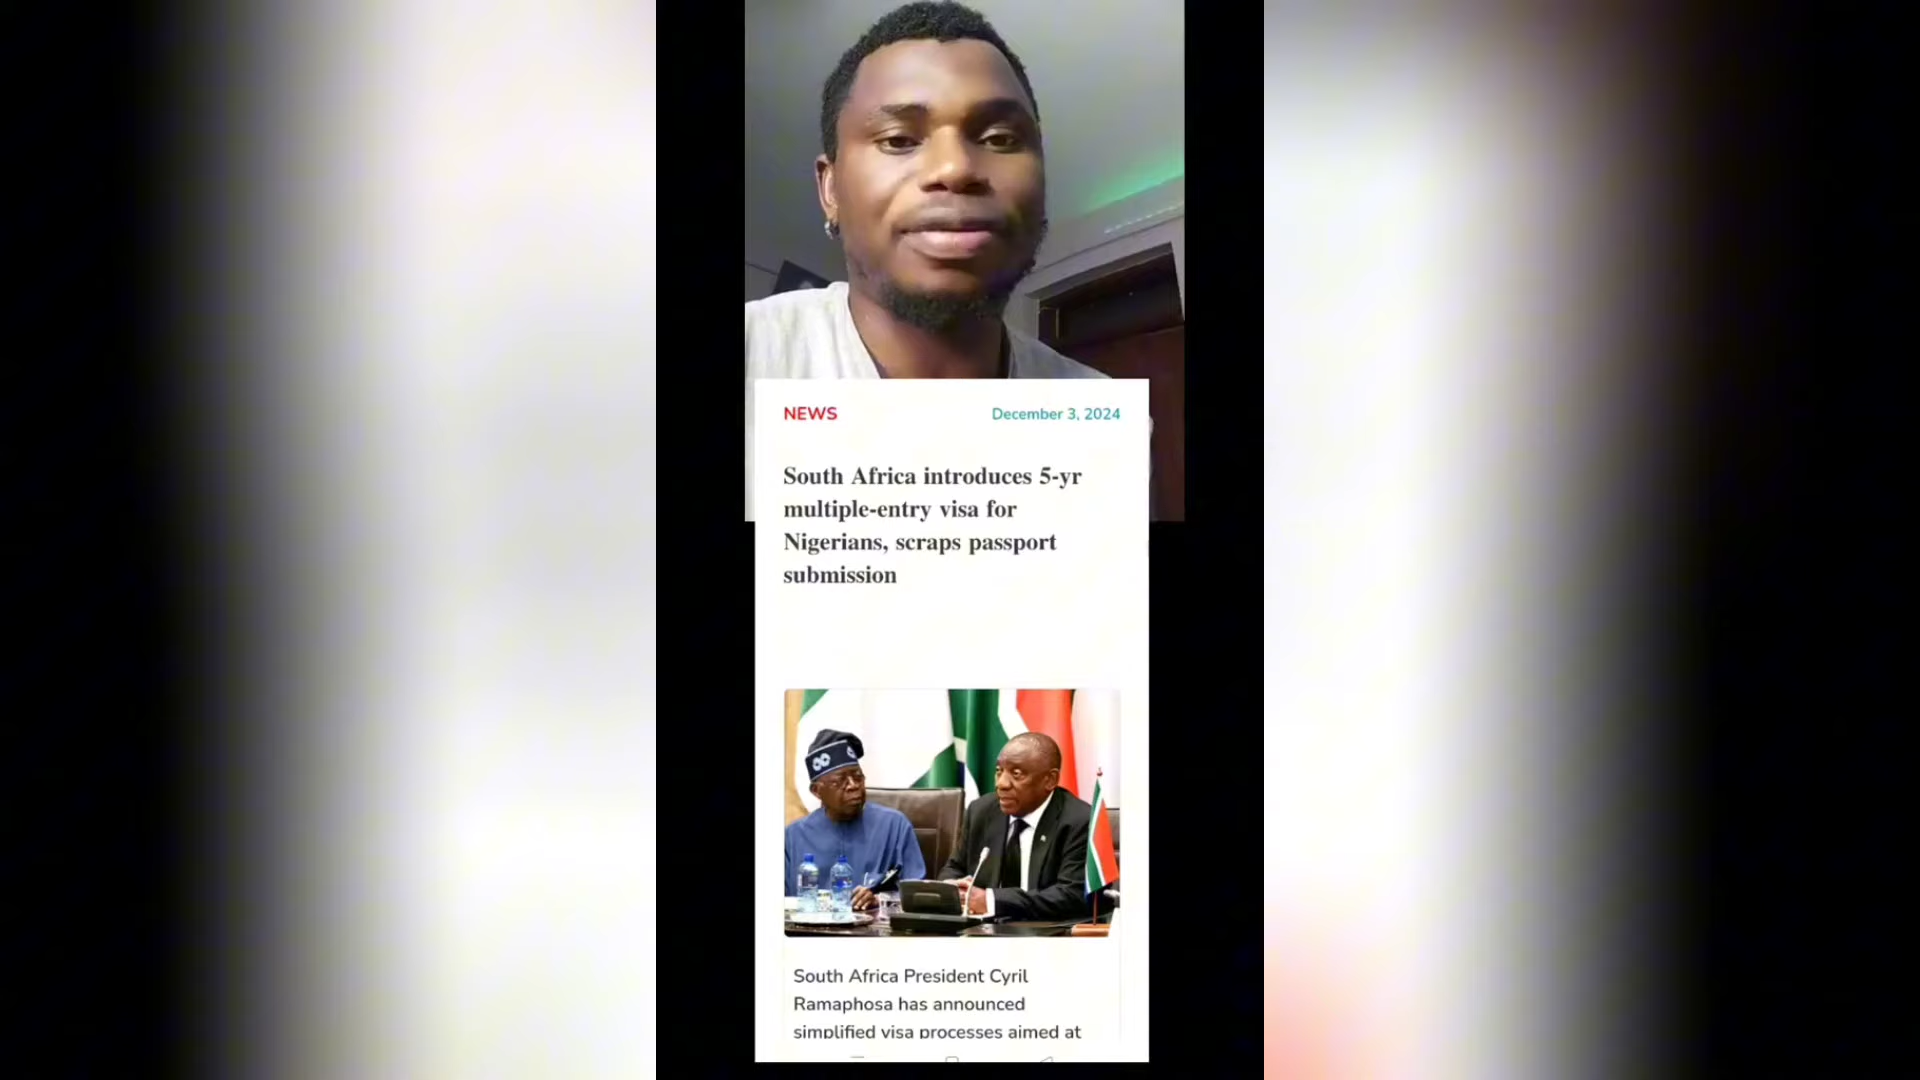 NEWS
December 3, 2024
South Africa introduces 5-yr
multiple-entry visa for
Nigerians, scraps passport
submission
South Africa President Cyril
Ramaphosa has announced
simplified visa processes aimed at